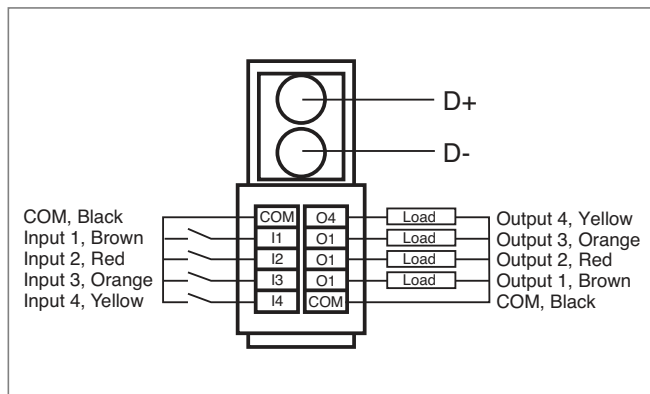 D+
D-
COM, Black
Input 1, Brown
Input 2, Red
Input 3, Orange
Input 4, Yellow
COM
I1
I2
I3
I4
O4
O1
O1
O1
COM
Load
Load
Load
Load
Output 4, Yellow
Output 3, Orange
Output 2, Red
Output 1, Brown
COM, Black